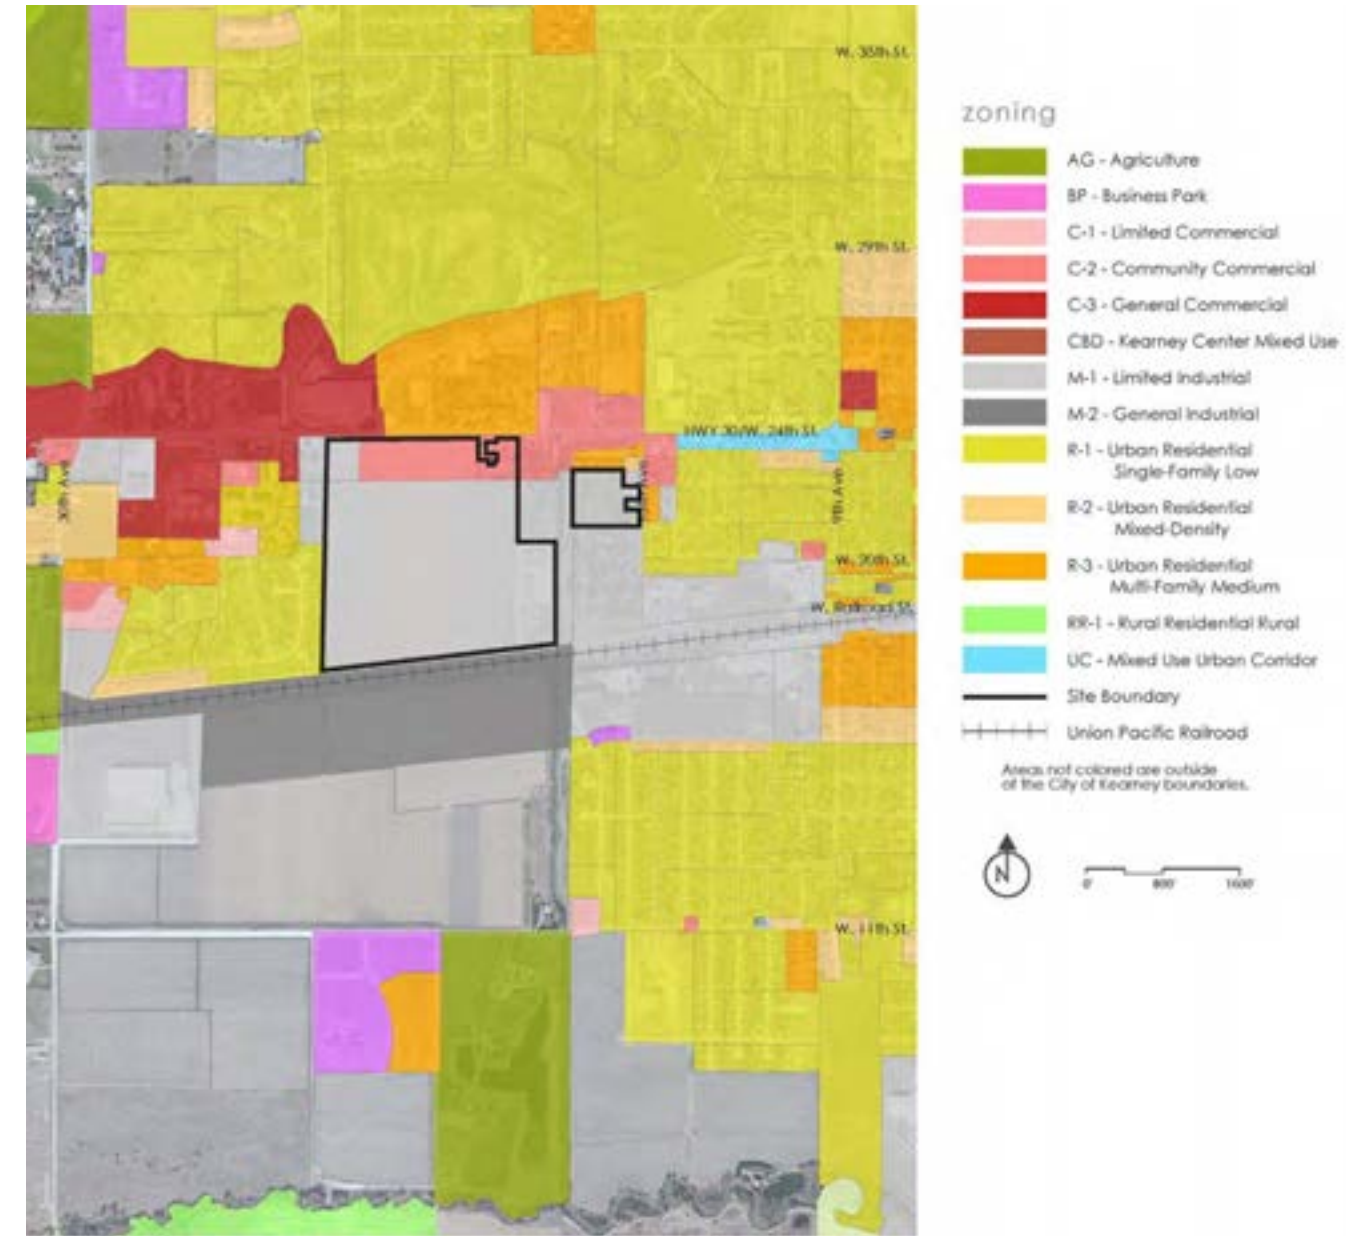 W. 35th St.
W. 29th St.
HWY 30/W. 24th St.
W. 20th St.
W. Railroad St.
W. 11th St.
zoning
AG - Agriculture
BP - Business Park
C-1 - Limited Commercial
C-2 - Community Commercial
C-3 - General Commercial
CBD - Kearney Center Mixed Use
M-1 - Limited Industrial
M-2 - General Industrial
R-1 - Urban Residential
Single-Family Low
R-2 - Urban Residential
Mixed-Density
R-3 - Urban Residential
Multi-Family Medium
RR-1 - Rural Residential Rural
UC - Mixed Use Urban Corridor
Site Boundary
Union Pacific Railroad
Areas not colored are outside
of the City of Kearney boundaries.
N
0' 800' 1600'